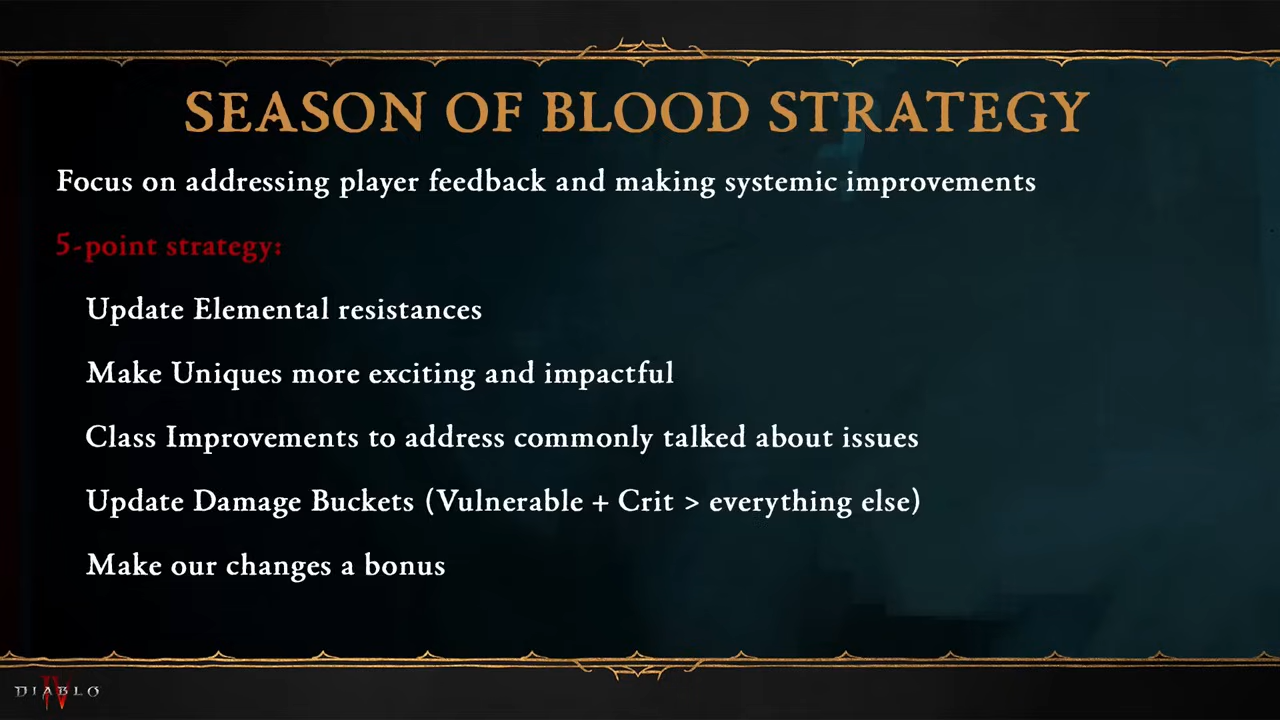 SEASON OF BLOOD STRATEGY
Focus on addressing player feedback and making systemic improvements
5-point strategy:
Update Elemental resistances
Make Uniques more exciting and impactful
Class Improvements to address commonly talked about issues
Update Damage Buckets (Vulnerable + Crit > everything else)
Make our changes a bonus
DIABLO
IV